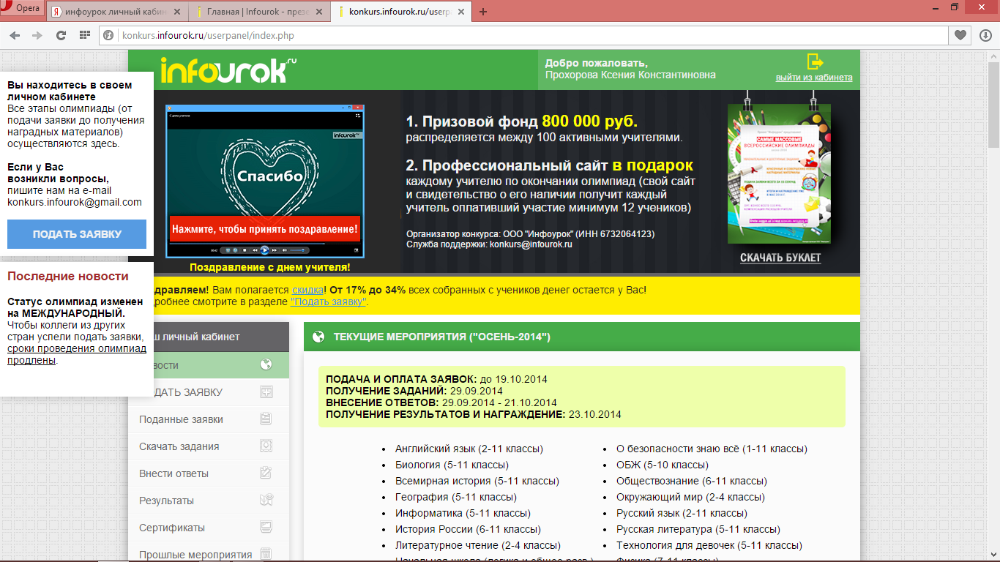 Opera
инфоурок личный кабин
Главная | Infourok - презе
konkurs.infourok.ru/userp
konkurs.infourok.ru/userpanel/index.php
infourok.ru
Добро пожаловать,
Прохорова Ксения Константиновна
выйти из кабинета
Вы находитесь в своем
личном кабинете
Все этапы олимпиады (от
подачи заявки до получения
наградных материалов)
осуществляются здесь.
Если у Вас
возникли вопросы,
пишите нам на e-mail
konkurs.infourok@gmail.com
ПОДАТЬ ЗАЯВКУ
Последние новости
Статус олимпиад изменен
на МЕЖДУНАРОДНЫЙ.
Чтобы коллеги из других
стран успели подать заявки,
сроки проведения олимпиад
продлены.
infourok
Спасибо
Нажмите, чтобы принять поздравление!
Поздравление с днем учителя!
1. Призовой фонд 800 000 руб.
распределяется между 100 активными учителями.
2. Профессиональный сайт в подарок
каждому учителю по окончании олимпиад (свой сайт
и свидетельство о его наличии получит каждый
учитель оплативший участие минимум 12 учеников)
Организатор конкурса: ООО "Инфоурок" (ИНН 6732064123)
Служба поддержки: konkurs@infourok.ru
САМЫЕ МАССОВЫЕ
ВСЕРОССИЙСКИЕ ОЛИМПИАДЫ
СКАЧАТЬ БУКЛЕТ
дравляем! Вам полагается скидка! От 17% до 34% всех собранных с учеников денег остается у Вас!
дробнее смотрите в разделе "Подать заявку".
ш личный кабинет
вости
ДАТЬ ЗАЯВКУ
Поданные заявки
Скачать задания
Внести ответы
Результаты
Сертификаты
Прошлые мероприятия
ТЕКУЩИЕ МЕРОПРИЯТИЯ ("ОСЕНЬ-2014")
ПОДАЧА И ОПЛАТА ЗАЯВОК: до 19.10.2014
ПОЛУЧЕНИЕ ЗАДАНИЙ: 29.09.2014
ВНЕСЕНИЕ ОТВЕТОВ: 29.09.2014 - 21.10.2014
ПОЛУЧЕНИЕ РЕЗУЛЬТАТОВ И НАГРАЖДЕНИЕ: 23.10.2014
Английский язык (2-11 классы)
Биология (5-11 классы)
Всемирная история (5-11 классы)
География (5-11 классы)
Информатика (5-11 классы)
История России (6-11 классы)
Литературное чтение (2-4 классы)
Начальная школа (логика и общее разв.)
О безопасности знаю всё (1-11 классы)
ОБЖ (5-10 классы)
Обществознание (6-11 классы)
Окружающий мир (2-4 классы)
Русский язык (2-11 классы)
Русская литература (5-11 классы)
Технология для девочек (5-11 классы)
Физика (7-11 классы)